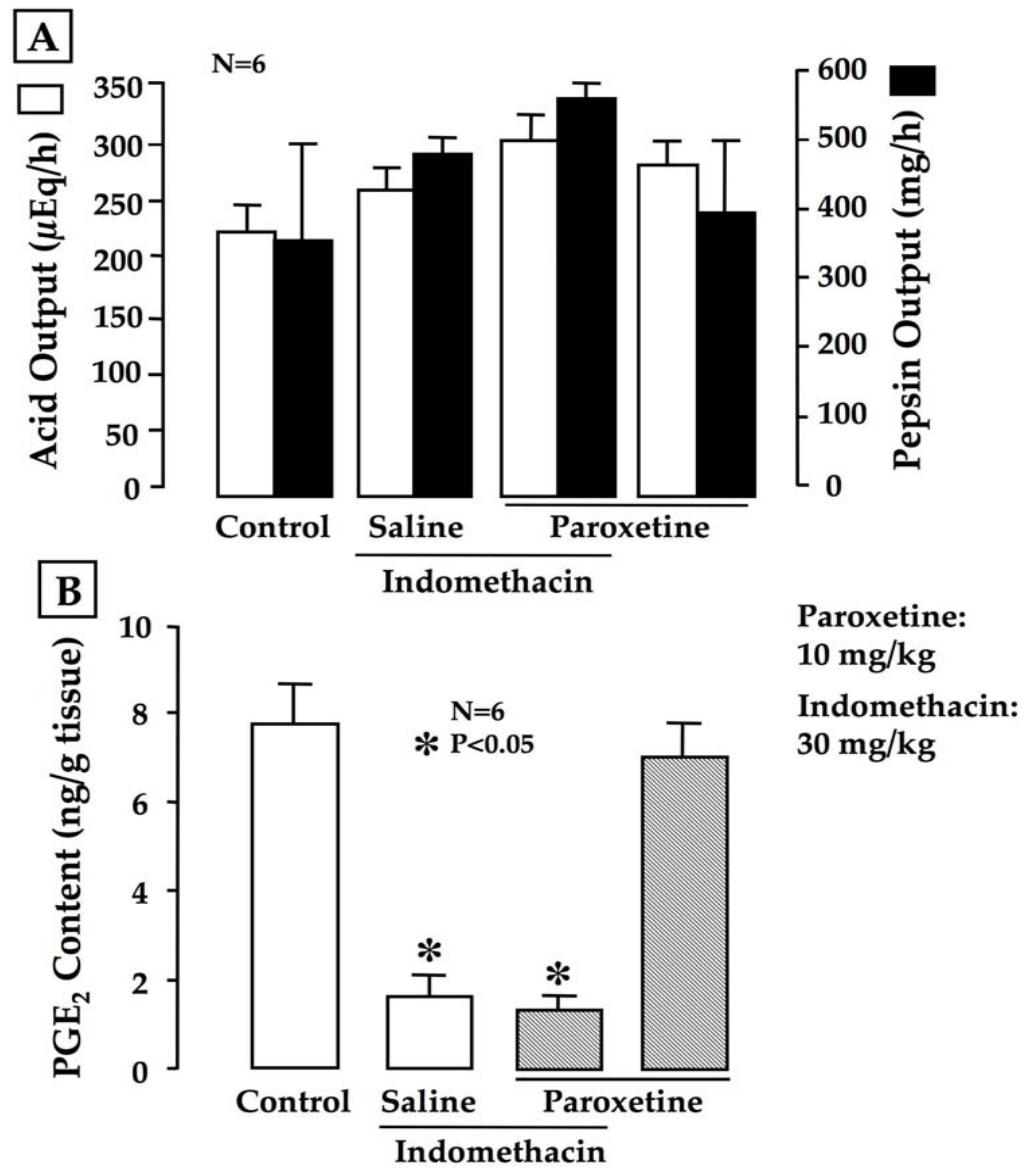 A
N=6
Acid Output (µEq/h)
350
300
250
200
150
100
50
0
600
500
400
300
200
100
0
Pepsin Output (mg/h)
Control Saline Paroxetine
Indomethacin
B
PGE₂ Content (ng/g tissue)
10
8
6
4
2
0
N=6
* P<0.05
*
*
Paroxetine:
10 mg/kg
Indomethacin:
30 mg/kg
Control Saline Paroxetine
Indomethacin